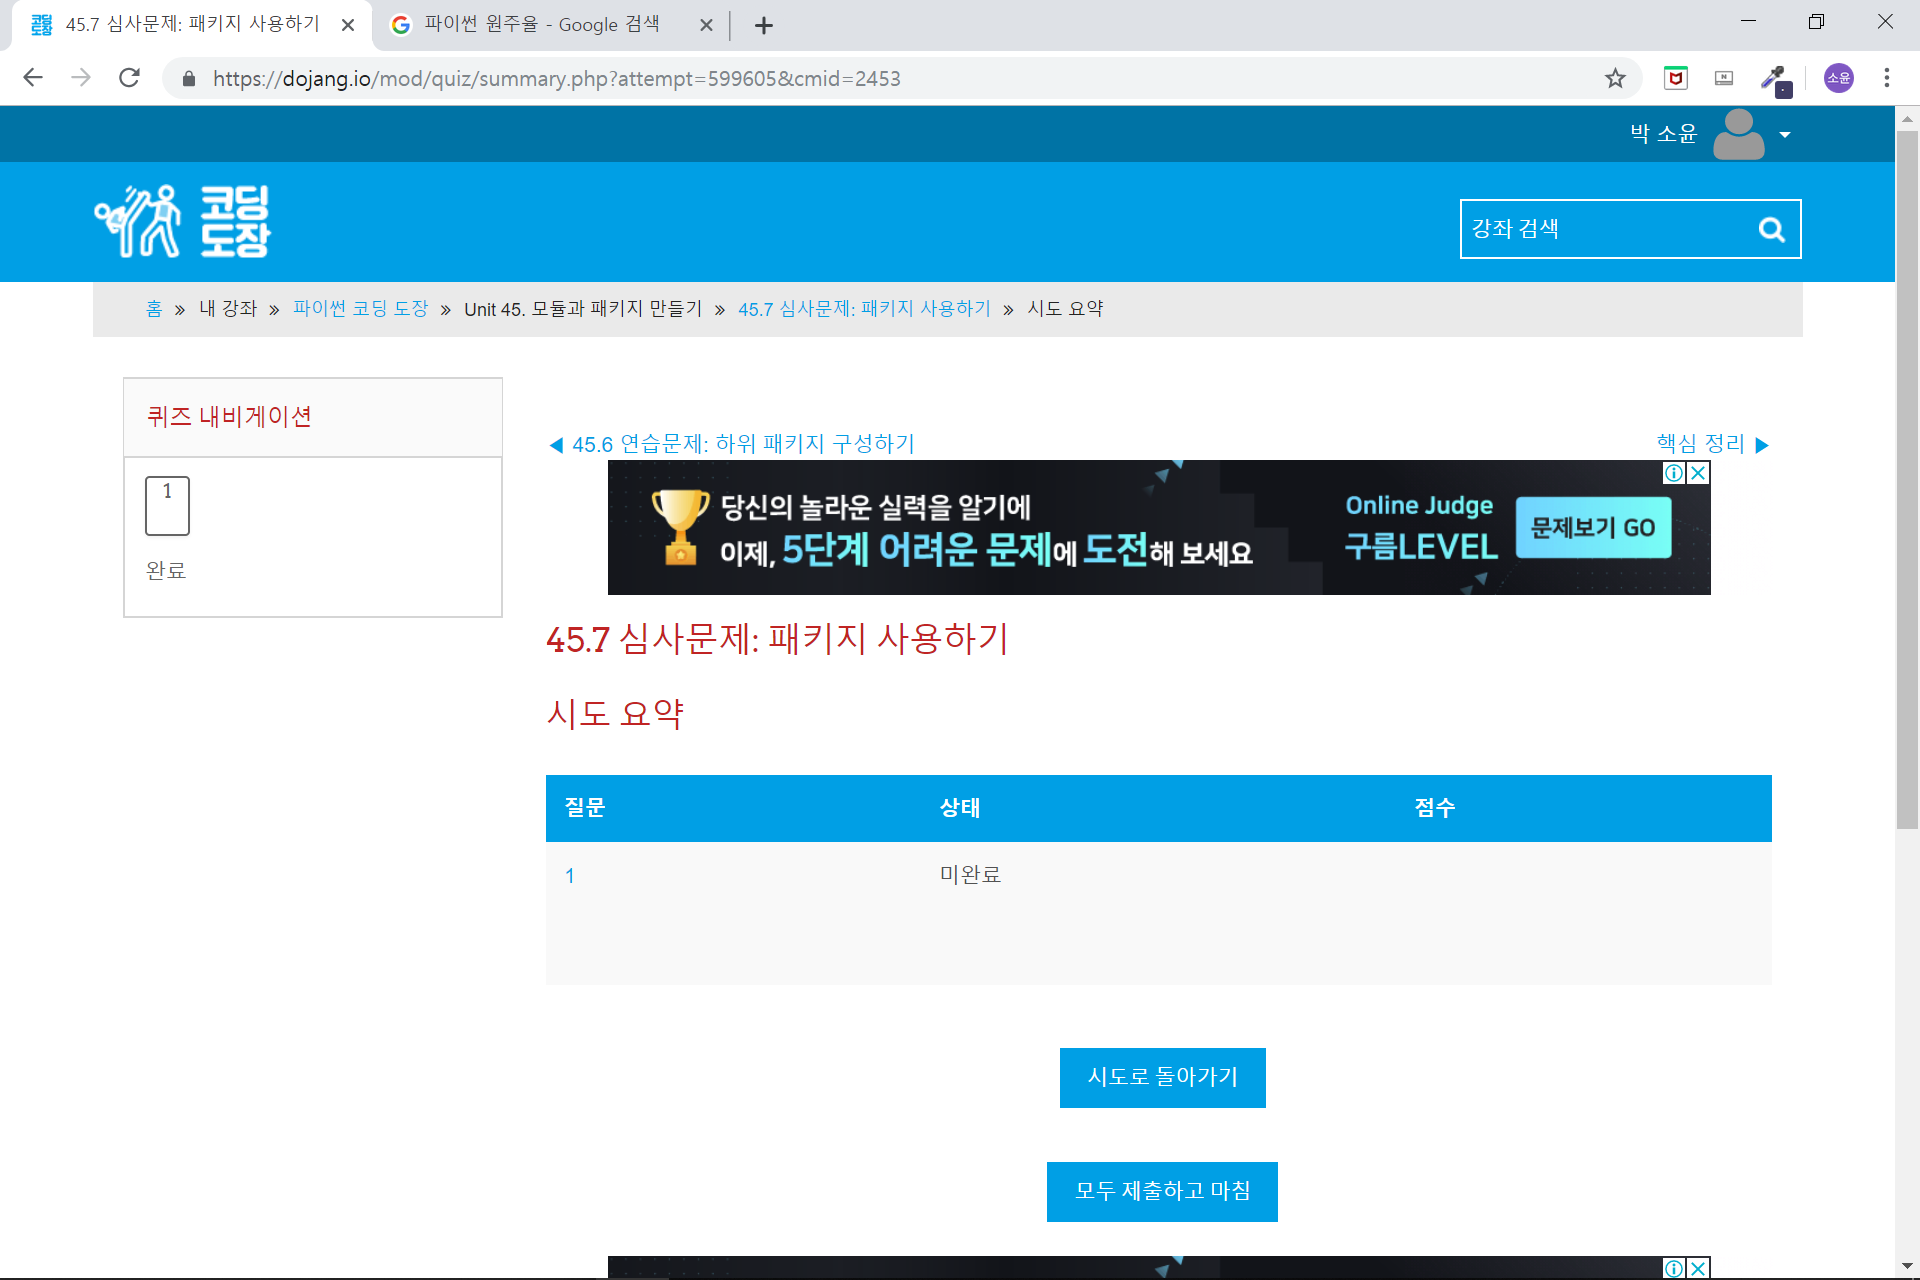 45.7 심사문제: 패키지 사용하기
파이썬 원주율 - Google 검색
https://dojang.io/mod/quiz/summary.php?attempt=599605&cmid=2453
소윤
박 소윤
코딩
도장
강좌 검색
홈 » 내 강좌 » 파이썬 코딩 도장 » Unit 45. 모듈과 패키지 만들기 » 45.7 심사문제: 패키지 사용하기 » 시도 요약
퀴즈 내비게이션
1
완료
◀ 45.6 연습문제: 하위 패키지 구성하기
핵심 정리 ▶
당신의 놀라운 실력을 알기에
이제, 5단계 어려운 문제에 도전해 보세요
Online Judge
구름LEVEL
문제보기 GO
45.7 심사문제: 패키지 사용하기
시도 요약
질문 상태 점수
1 미완료
시도로 돌아가기
모두 제출하고 마침